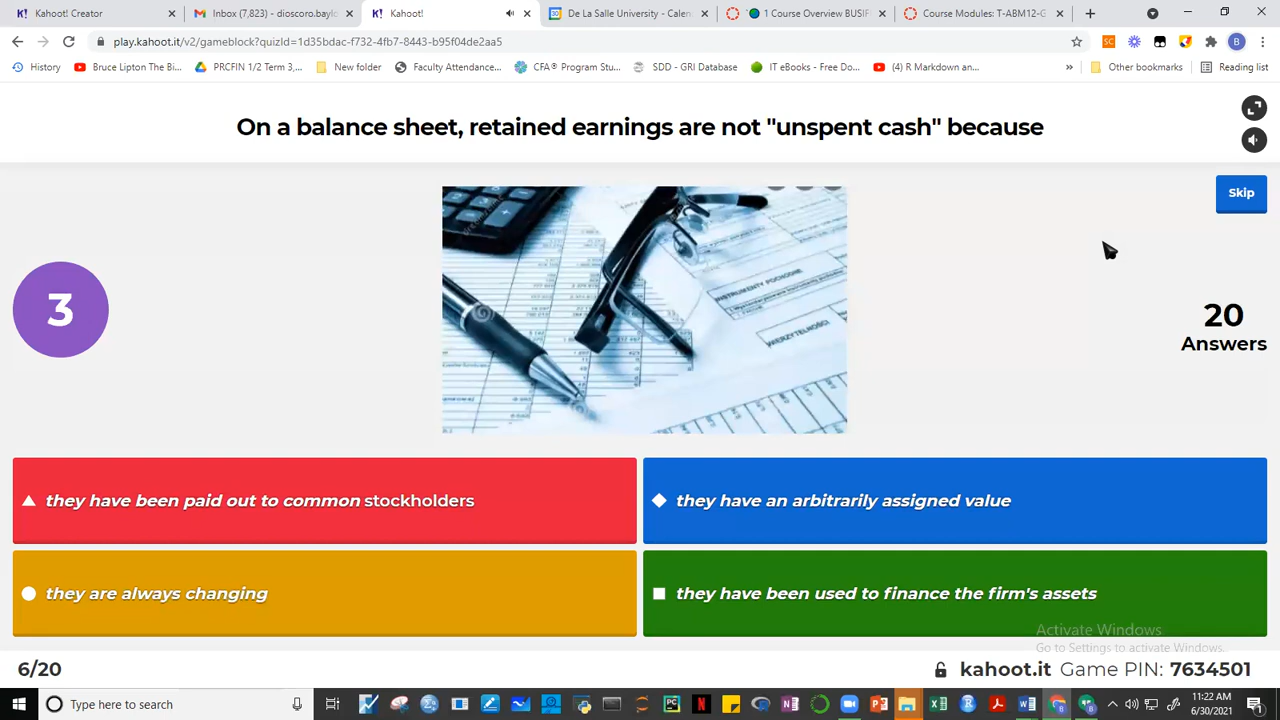 Kahoot! Creator
Inbox (7,823) - dioscoro.baylo
Kahoot!
De La Salle University - Calen
1 Course Overview BUSIF
Course Modules: T-ABM12-G
play.kahoot.it/v2/gameblock?quizId=1d35bdac-f732-4fb7-8443-b95f04de2aa5
History
Bruce Lipton The Bi...
PRCFIN 1/2 Term 3,...
New folder
Faculty Attendance...
CFA® Program Stu...
SDD - GRI Database
IT eBooks - Free Do...
(4) R Markdown an...
Other bookmarks
Reading list
On a balance sheet, retained earnings are not "unspent cash" because
Skip
3
20
Answers
INSTRUMENTY POCHODNE
WIERZYTELNOŚCI
they have been paid out to common stockholders
they have an arbitrarily assigned value
they are always changing
they have been used to finance the firm's assets
Activate Windows
Go to Settings to activate Windows.
6/20
kahoot.it Game PIN: 7634501
Type here to search
11:22 AM
6/30/2021